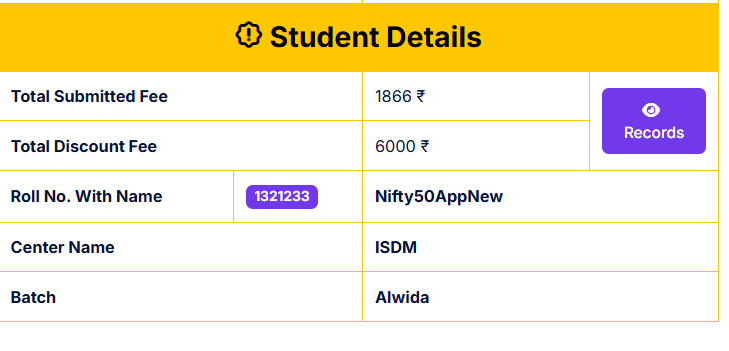 Student Details
Total Submitted Fee 1866 ₹
Records
Total Discount Fee 6000 ₹
Roll No. With Name 1321233 Nifty50AppNew
Center Name ISDM
Batch Alwida